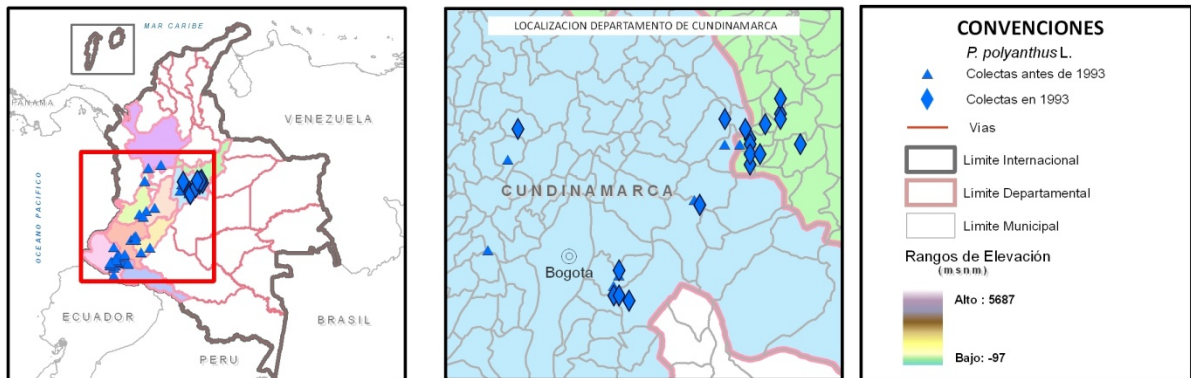 MAR CARIBE
PANAMA
VENEZUELA
OCEANO PACIFICO
ECUADOR
PERU
BRASIL
LOCALIZACION DEPARTAMENTO DE CUNDINAMARCA
CUNDINAMARCA
Bogotá
CONVENCIONES
P. polyanthus L.
Colectas antes de 1993
Colectas en 1993
Vias
Limite Internacional
Limite Departamental
Limite Municipal
Rangos de Elevación
(m.s.n.m)
Alto : 5687
Bajo: -97